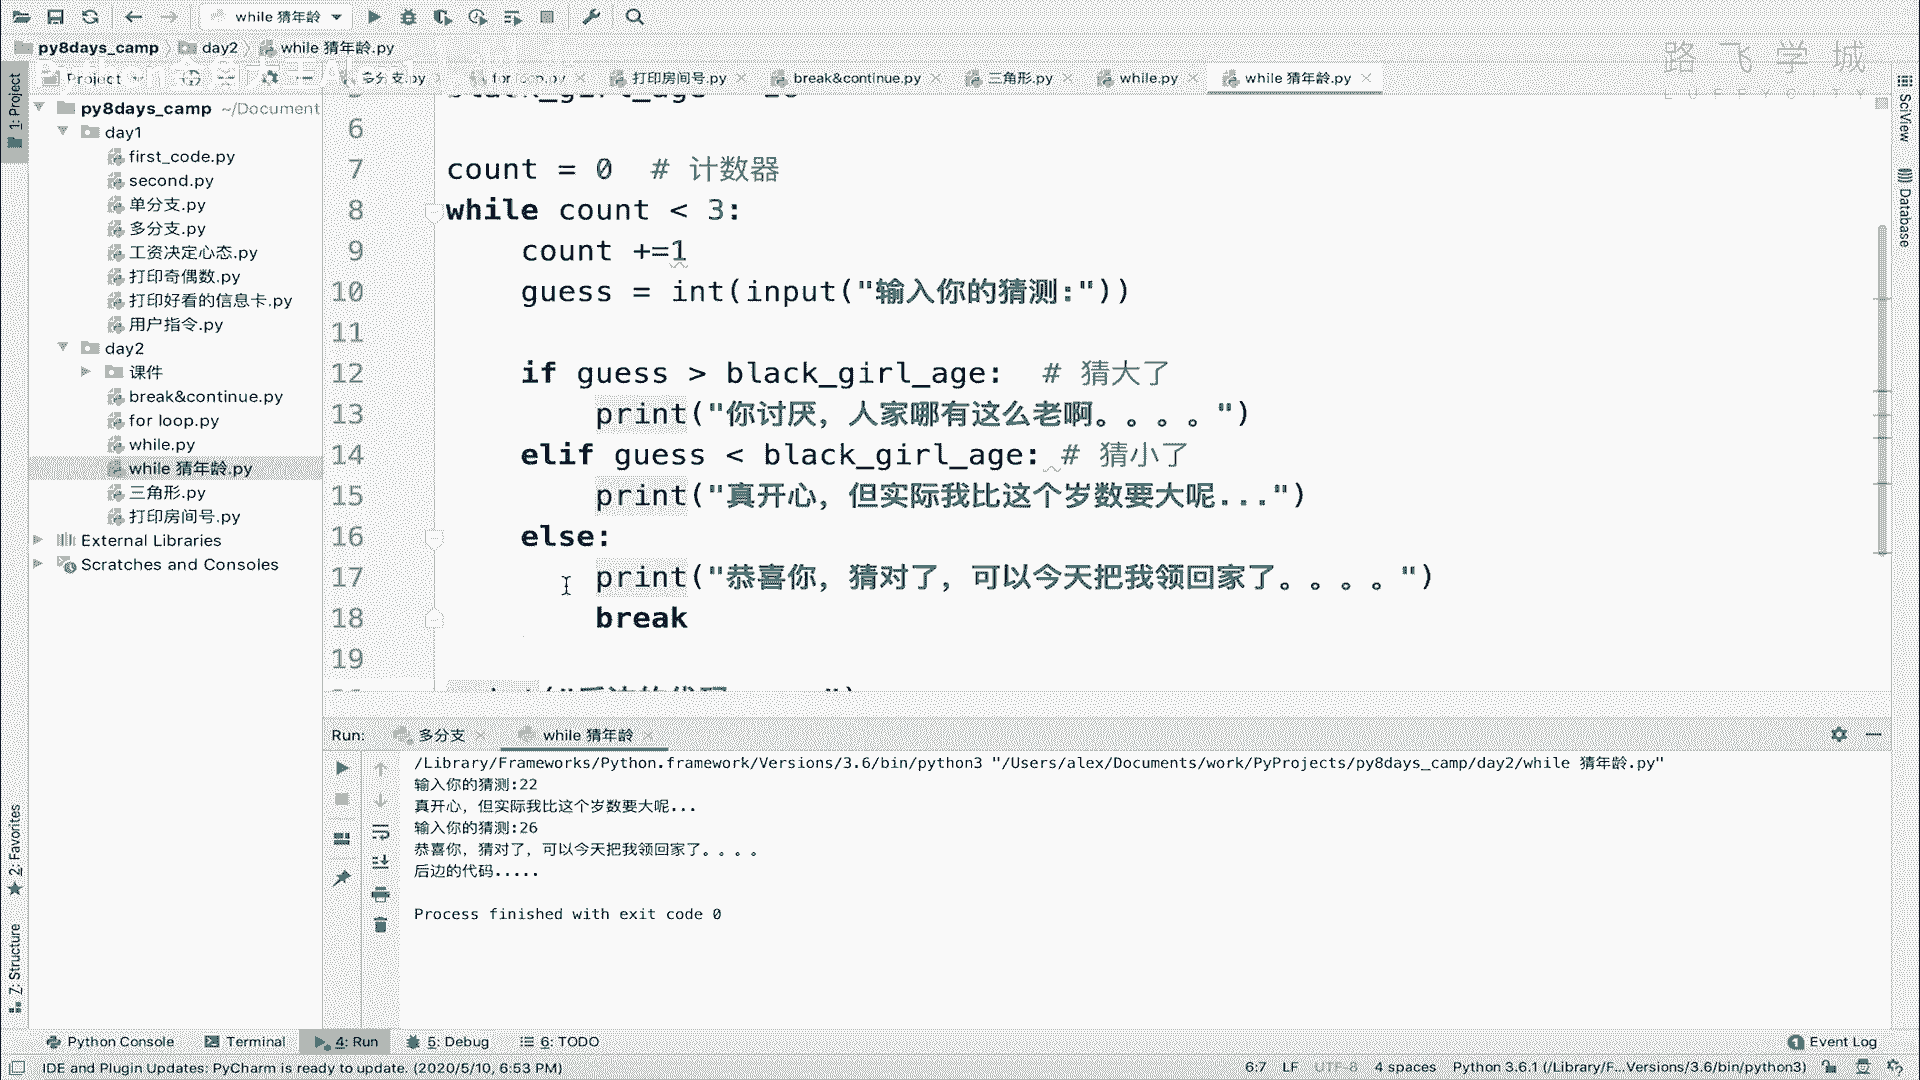 while 猜年龄
py8days_camp day2 while 猜年龄.py
路飞学城
LUFFYCITY
1: Project
Project
for loop.py 打印房间号.py break&continue.py 三角形.py while.py while 猜年龄.py
SciView
Database
py8days_camp ~/Document
day1
first_code.py
second.py
单分支.py
多分支.py
工资决定心态.py
打印奇偶数.py
打印好看的信息卡.py
用户指令.py
day2
课件
break&continue.py
for loop.py
while.py
while 猜年龄.py
三角形.py
打印房间号.py
External Libraries
Scratches and Consoles
6
7 count = 0 # 计数器
8 while count < 3:
9 count +=1
10 guess = int(input("输入你的猜测:"))
11
12 if guess > black_girl_age: # 猜大了
13 print("你讨厌，人家哪有这么老啊。。。。")
14 elif guess < black_girl_age: # 猜小了
15 print("真开心，但实际我比这个岁数要大呢...")
16 else:
17 print("恭喜你，猜对了，可以今天把我领回家了。。。。")
18 break
19
Run: 多分支 while 猜年龄
/Library/Frameworks/Python.framework/Versions/3.6/bin/python3 "/Users/alex/Documents/work/PyProjects/py8days_camp/day2/while 猜年龄.py"
输入你的猜测:22
真开心，但实际我比这个岁数要大呢...
输入你的猜测:26
恭喜你，猜对了，可以今天把我领回家了。。。。
后边的代码.....
Process finished with exit code 0
2: Favorites
7: Structure
Python Console Terminal 4: Run 5: Debug 6: TODO 1 Event Log
IDE and Plugin Updates: PyCharm is ready to update. (2020/5/10, 6:53 PM) 6:7 LF UTF-8 4 spaces Python 3.6.1 (/Library/F...Versions/3.6/bin/python3)